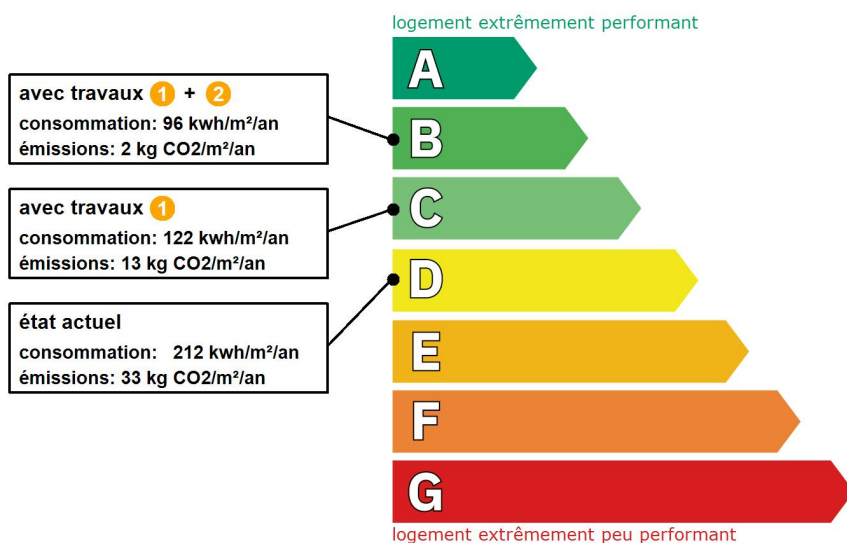 logement extrêmement performant
A
avec travaux 1 + 2
consommation: 96 kwh/m²/an
émissions: 2 kg CO2/m²/an
B
avec travaux 1
consommation: 122 kwh/m²/an
émissions: 13 kg CO2/m²/an
C
état actuel
consommation: 212 kwh/m²/an
émissions: 33 kg CO2/m²/an
D
E
F
G
logement extrêmement peu performant